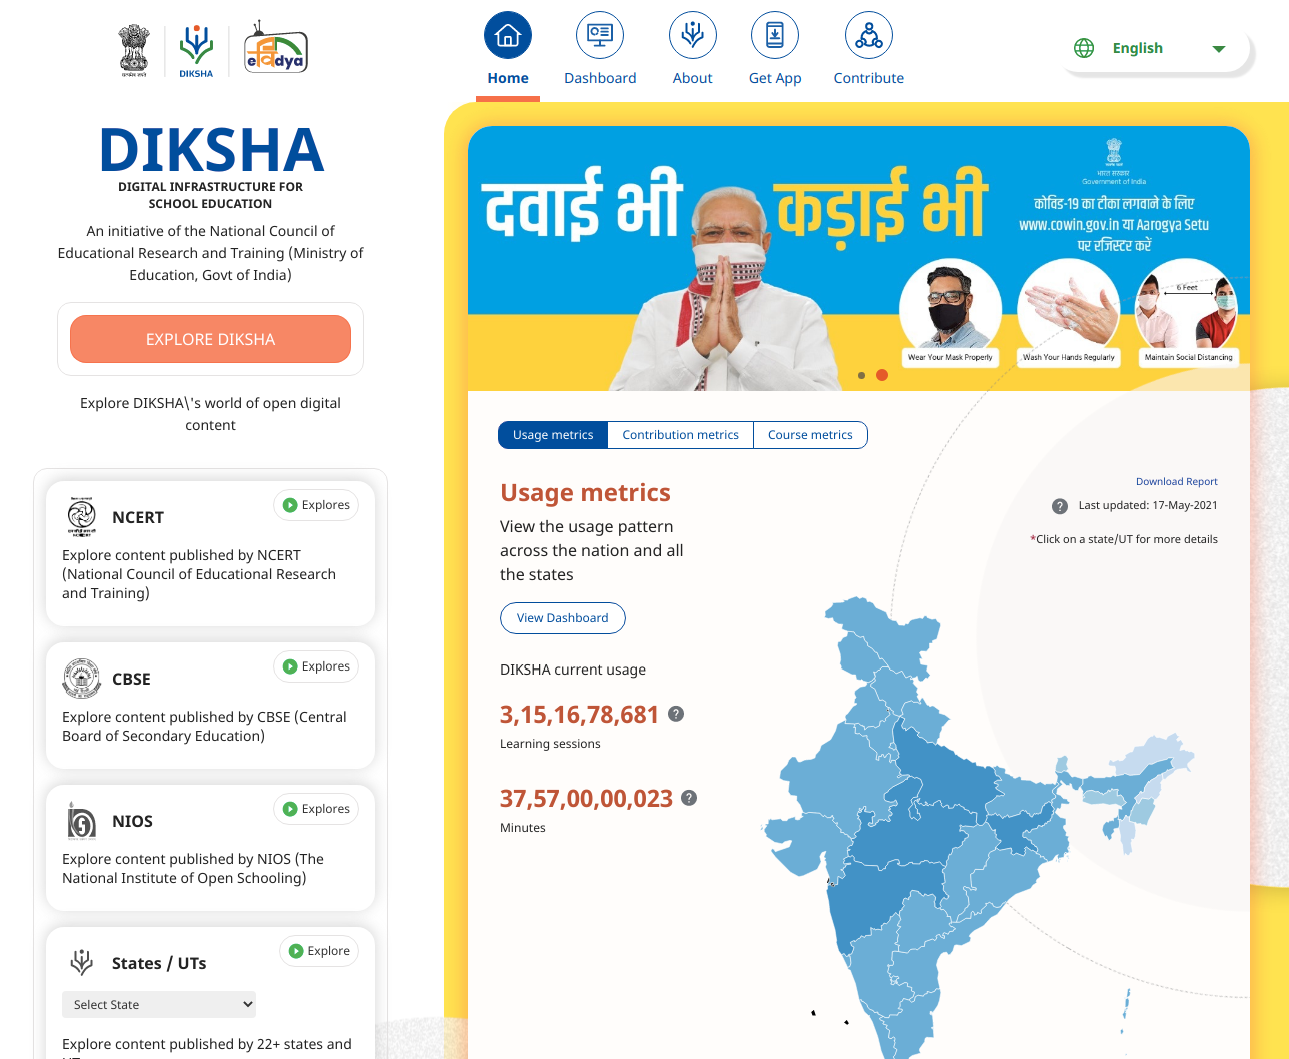 सत्यमेव जयते
DIKSHA
eविद्यya
Home
Dashboard
About
Get App
Contribute
English
DIKSHA
DIGITAL INFRASTRUCTURE FOR
SCHOOL EDUCATION
An initiative of the National Council of
Educational Research and Training (Ministry of
Education, Govt of India)
EXPLORE DIKSHA
Explore DIKSHA\'s world of open digital
content
NCERT
Explores
Explore content published by NCERT
(National Council of Educational Research
and Training)
CBSE
Explores
Explore content published by CBSE (Central
Board of Secondary Education)
NIOS
Explores
Explore content published by NIOS (The
National Institute of Open Schooling)
States / UTs
Explore
Select State
Explore content published by 22+ states and
दवाई भी कड़ाई भी
भारत सरकार
Government of India
कोविड-19 का टीका लगवाने के लिए
www.cowin.gov.in या Aarogya Setu
पर रजिस्टर करें
6 Feet
Wear Your Mask Properly
Wash Your Hands Regularly
Maintain Social Distancing
Usage metrics
Contribution metrics
Course metrics
Usage metrics
View the usage pattern
across the nation and all
the states
View Dashboard
Download Report
? Last updated: 17-May-2021
*Click on a state/UT for more details
DIKSHA current usage
3,15,16,78,681 ?
Learning sessions
37,57,00,00,023 ?
Minutes